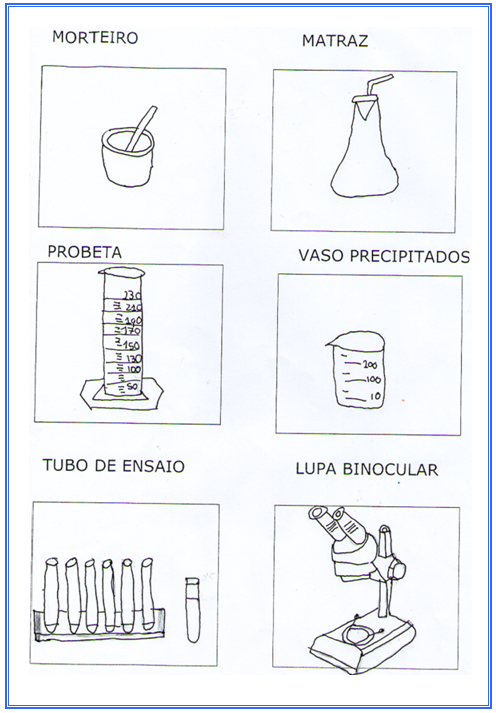 MORTEIRO
MATRAZ
PROBETA
230
210
190
170
150
130
100
50
VASO PRECIPITADOS
200
100
10
TUBO DE ENSAIO
LUPA BINOCULAR